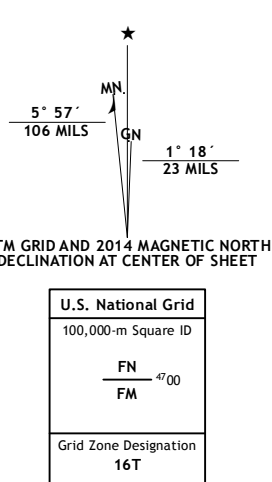 ★
MN.
5° 57´
106 MILS
GN
1° 18´
23 MILS
TM GRID AND 2014 MAGNETIC NORTH
DECLINATION AT CENTER OF SHEET
U.S. National Grid
100,000-m Square ID
FN
4700
FM
Grid Zone Designation
16T